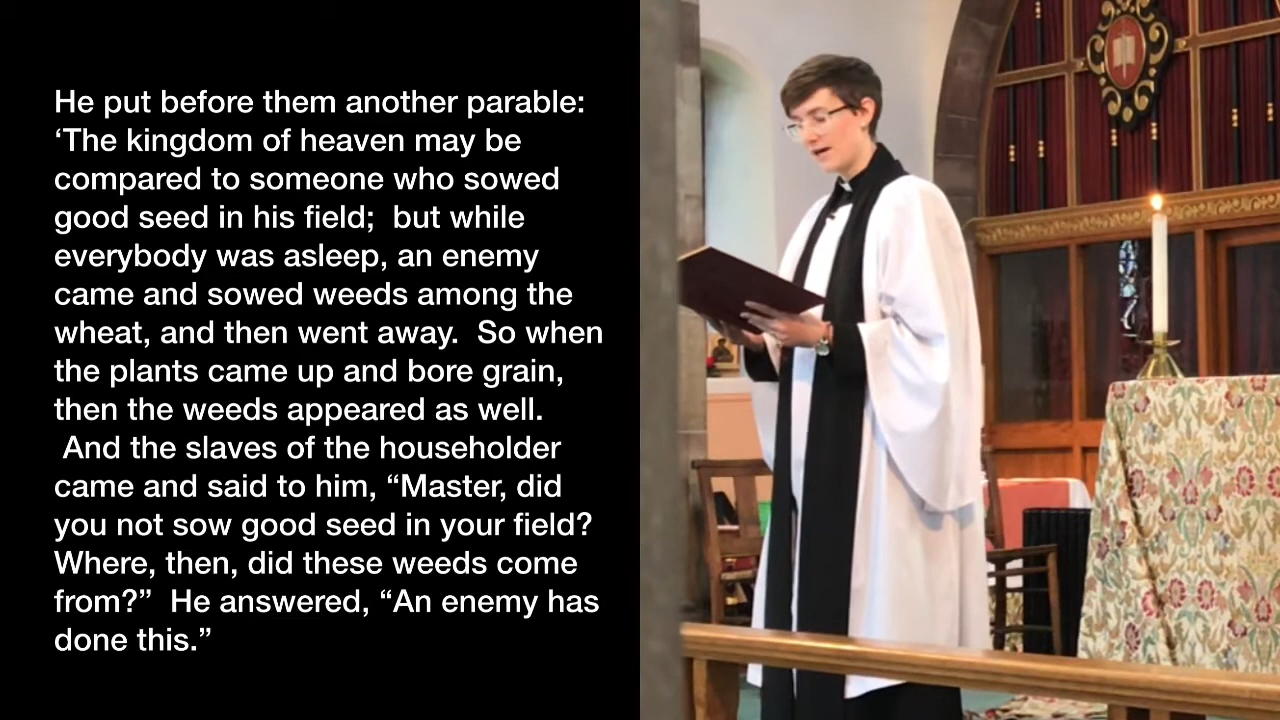 He put before them another parable:
‘The kingdom of heaven may be
compared to someone who sowed
good seed in his field;  but while
everybody was asleep, an enemy
came and sowed weeds among the
wheat, and then went away.  So when
the plants came up and bore grain,
then the weeds appeared as well.
And the slaves of the householder
came and said to him, “Master, did
you not sow good seed in your field?
Where, then, did these weeds come
from?”  He answered, “An enemy has
done this.”